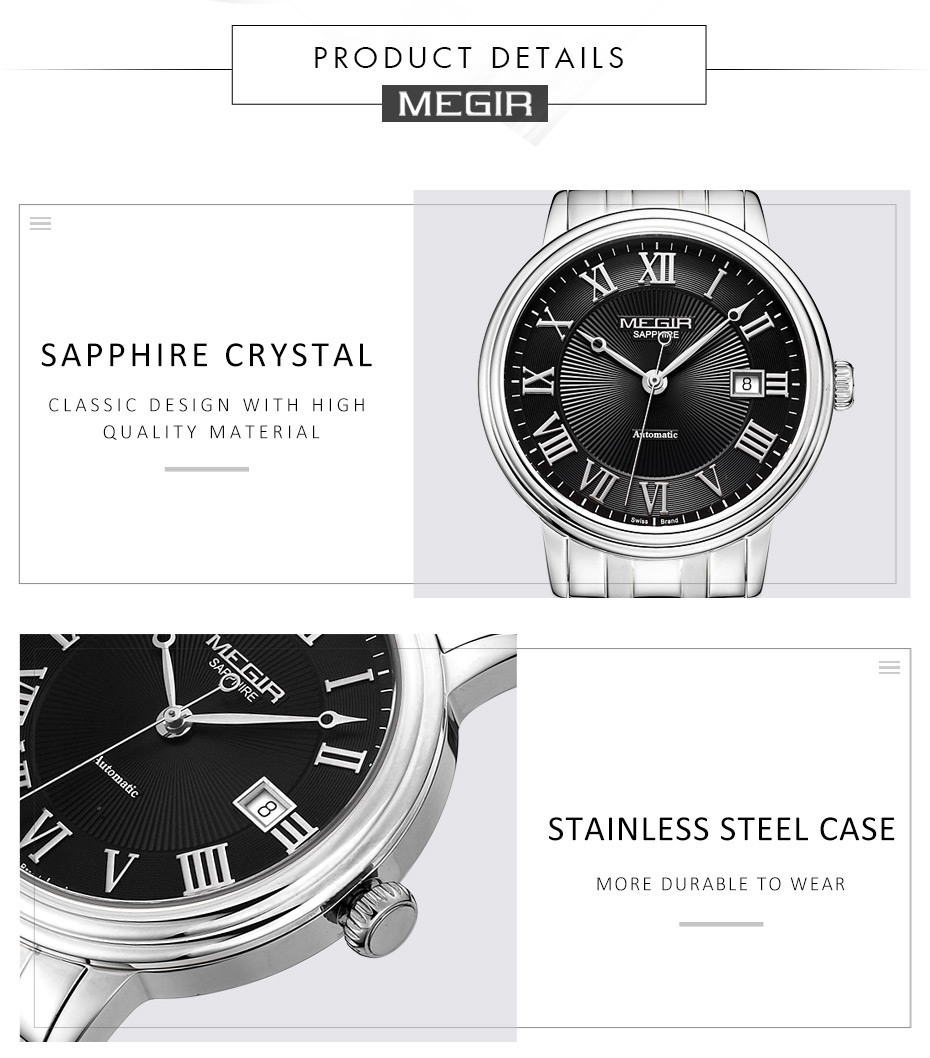 PRODUCT DETAILS
MEGIR
SAPPHIRE CRYSTAL
CLASSIC DESIGN WITH HIGH
QUALITY MATERIAL
XII
I
II
III
IIII
V
VI
VII
VIII
IX
X
XI
MEGIR
SAPPHIRE
8
Automatic
Swiss Brand
MEGIR
SAPPHIRE
I
II
8
III
Automatic
IIII
V
VI
STAINLESS STEEL CASE
MORE DURABLE TO WEAR